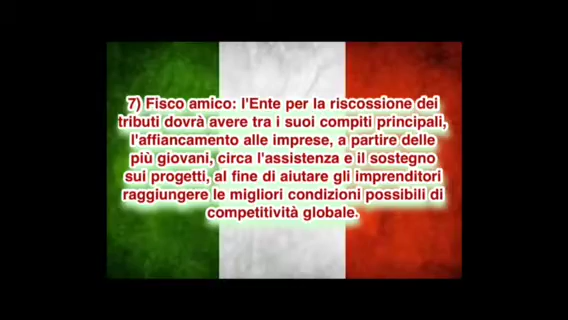 7) Fisco amico: l'Ente per la riscossione dei
tributi dovrà avere tra i suoi compiti principali,
l'affiancamento alle imprese, a partire delle
più giovani, circa l'assistenza e il sostegno
sui progetti, al fine di aiutare gli imprenditori
raggiungere le migliori condizioni possibili di
competitività globale.